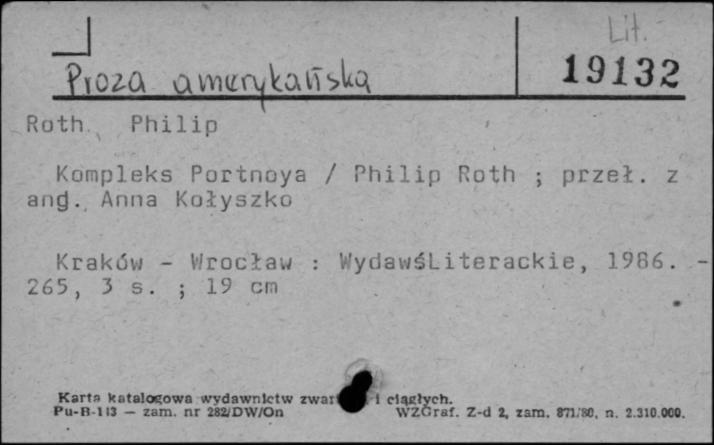 Lit.
Proza amerykańska 19132
Roth, Philip
Kompleks Portnoya / Philip Roth ; przeł. z
ang. Anna Kołyszko
Kraków - Wrocław : WydawśLiterackie, 1986. -
265, 3 s. ; 19 cm
Karta katalogowa wydawnictw i ciągłych.
Pu-B-113 — zam. nr 282/DW/On WZGraf. Z-d 2, zam. 871/80, n. 2.310.000.